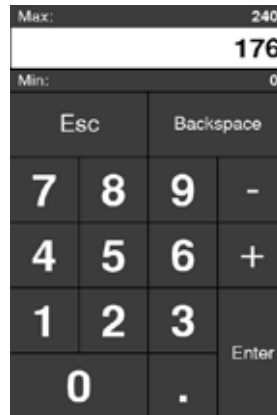 Max: 240
176
Min: 0
Esc Backspace
7 8 9 -
4 5 6 +
1 2 3
Enter
0 .